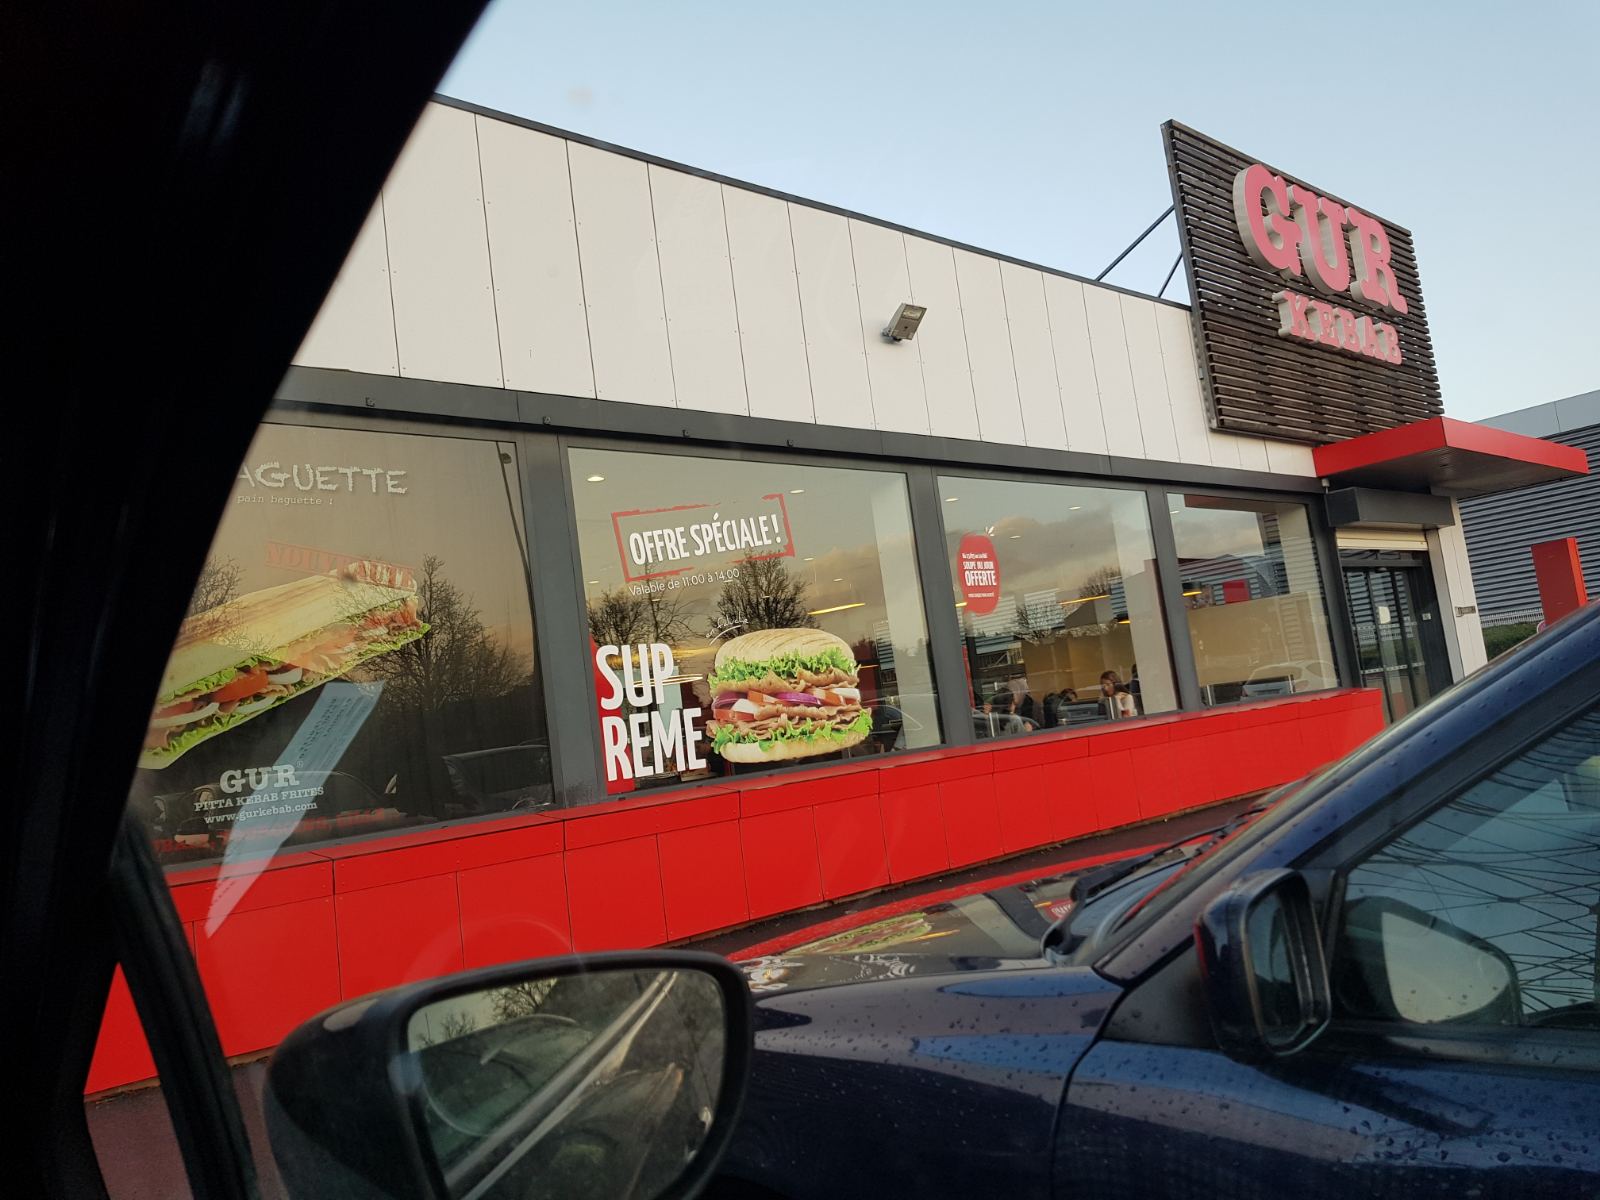 GUR
KEBAB
AGUETTE
pain baguette !
NOUVEAUTÉ
OFFRE SPÉCIALE !
Valable de 11:00 à 14:00
SUP
REME
SOUPE DU JOUR
OFFERTE
GUR®
PITTA KEBAB FRITES
www.gurkebab.com